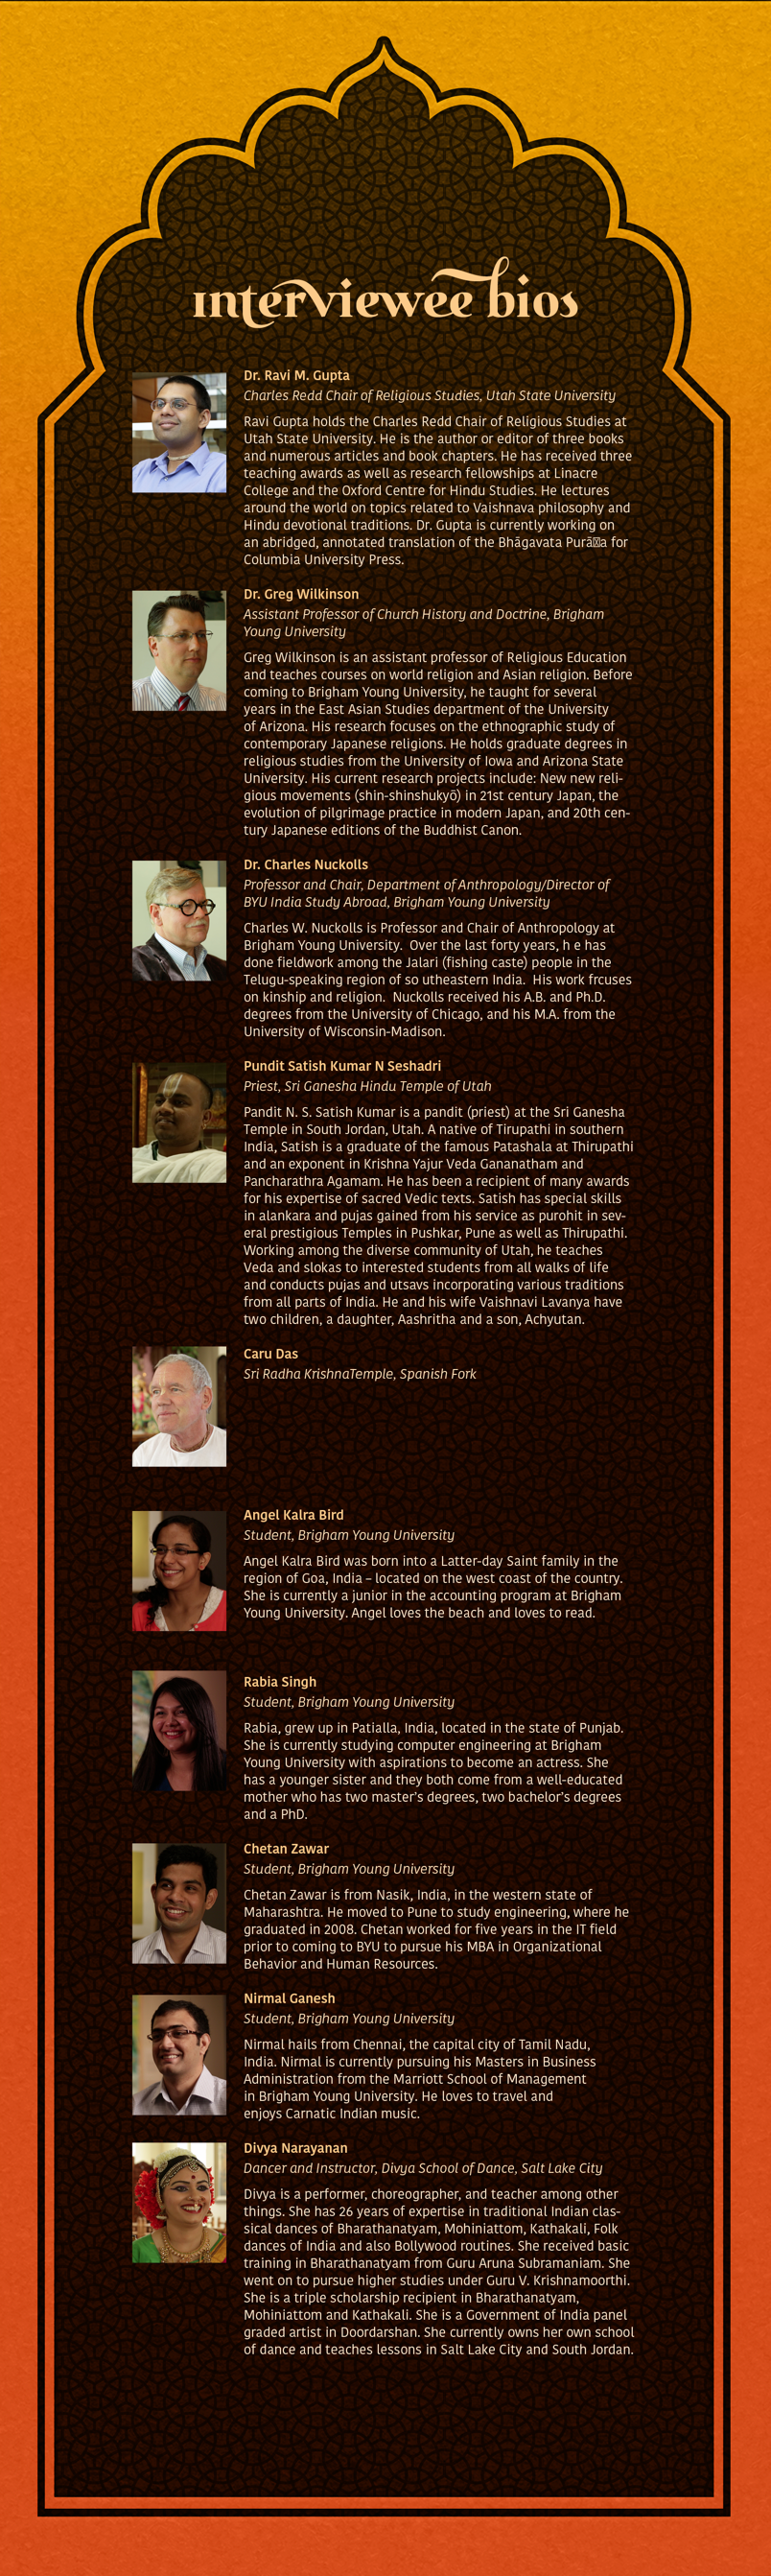 interviewee bios
Dr. Ravi M. Gupta
Charles Redd Chair of Religious Studies, Utah State University
Ravi Gupta holds the Charles Redd Chair of Religious Studies at
Utah State University. He is the author or editor of three books
and numerous articles and book chapters. He has received three
teaching awards as well as research fellowships at Linacre
College and the Oxford Centre for Hindu Studies. He lectures
around the world on topics related to Vaishnava philosophy and
Hindu devotional traditions. Dr. Gupta is currently working on
an abridged, annotated translation of the Bhāgavata Purā⍰a for
Columbia University Press.
Dr. Greg Wilkinson
Assistant Professor of Church History and Doctrine, Brigham
Young University
Greg Wilkinson is an assistant professor of Religious Education
and teaches courses on world religion and Asian religion. Before
coming to Brigham Young University, he taught for several
years in the East Asian Studies department of the University
of Arizona. His research focuses on the ethnographic study of
contemporary Japanese religions. He holds graduate degrees in
religious studies from the University of Iowa and Arizona State
University. His current research projects include: New new reli-
gious movements (shin-shinshukyō) in 21st century Japan, the
evolution of pilgrimage practice in modern Japan, and 20th cen-
tury Japanese editions of the Buddhist Canon.
Dr. Charles Nuckolls
Professor and Chair, Department of Anthropology/Director of
BYU India Study Abroad, Brigham Young University
Charles W. Nuckolls is Professor and Chair of Anthropology at
Brigham Young University.  Over the last forty years, h e has
done fieldwork among the Jalari (fishing caste) people in the
Telugu-speaking region of so utheastern India.  His work frcuses
on kinship and religion.  Nuckolls received his A.B. and Ph.D.
degrees from the University of Chicago, and his M.A. from the
University of Wisconsin-Madison.
Pundit Satish Kumar N Seshadri
Priest, Sri Ganesha Hindu Temple of Utah
Pandit N. S. Satish Kumar is a pandit (priest) at the Sri Ganesha
Temple in South Jordan, Utah. A native of Tirupathi in southern
India, Satish is a graduate of the famous Patashala at Thirupathi
and an exponent in Krishna Yajur Veda Gananatham and
Pancharathra Agamam. He has been a recipient of many awards
for his expertise of sacred Vedic texts. Satish has special skills
in alankara and pujas gained from his service as purohit in sev-
eral prestigious Temples in Pushkar, Pune as well as Thirupathi.
Working among the diverse community of Utah, he teaches
Veda and slokas to interested students from all walks of life
and conducts pujas and utsavs incorporating various traditions
from all parts of India. He and his wife Vaishnavi Lavanya have
two children, a daughter, Aashritha and a son, Achyutan.
Caru Das
Sri Radha KrishnaTemple, Spanish Fork
Angel Kalra Bird
Student, Brigham Young University
Angel Kalra Bird was born into a Latter-day Saint family in the
region of Goa, India – located on the west coast of the country.
She is currently a junior in the accounting program at Brigham
Young University. Angel loves the beach and loves to read.
Rabia Singh
Student, Brigham Young University
Rabia, grew up in Patialla, India, located in the state of Punjab.
She is currently studying computer engineering at Brigham
Young University with aspirations to become an actress. She
has a younger sister and they both come from a well-educated
mother who has two master's degrees, two bachelor's degrees
and a PhD.
Chetan Zawar
Student, Brigham Young University
Chetan Zawar is from Nasik, India, in the western state of
Maharashtra. He moved to Pune to study engineering, where he
graduated in 2008. Chetan worked for five years in the IT field
prior to coming to BYU to pursue his MBA in Organizational
Behavior and Human Resources.
Nirmal Ganesh
Student, Brigham Young University
Nirmal hails from Chennai, the capital city of Tamil Nadu,
India. Nirmal is currently pursuing his Masters in Business
Administration from the Marriott School of Management
in Brigham Young University. He loves to travel and
enjoys Carnatic Indian music.
Divya Narayanan
Dancer and Instructor, Divya School of Dance, Salt Lake City
Divya is a performer, choreographer, and teacher among other
things. She has 26 years of expertise in traditional Indian clas-
sical dances of Bharathanatyam, Mohiniattom, Kathakali, Folk
dances of India and also Bollywood routines. She received basic
training in Bharathanatyam from Guru Aruna Subramaniam. She
went on to pursue higher studies under Guru V. Krishnamoorthi.
She is a triple scholarship recipient in Bharathanatyam,
Mohiniattom and Kathakali. She is a Government of India panel
graded artist in Doordarshan. She currently owns her own school
of dance and teaches lessons in Salt Lake City and South Jordan.